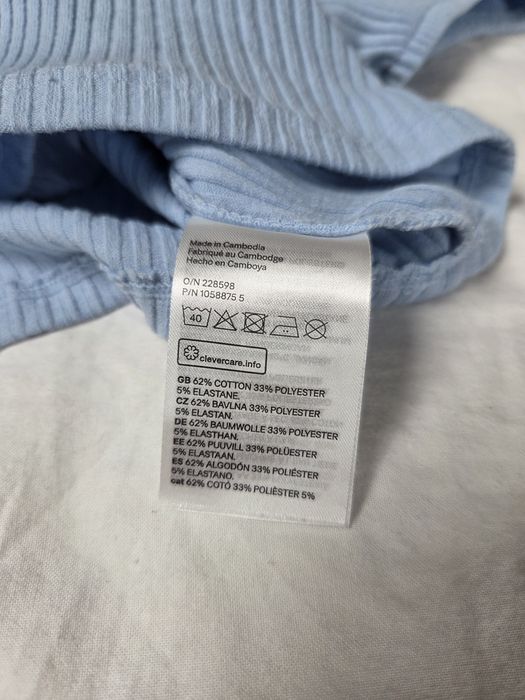 Made in Cambodia
Fabriqué au Cambodge
Hecho en Camboya
O/N 228598
P/N 1058875 5
40
clevercare.info
GB 62% COTTON 33% POLYESTER
5% ELASTANE.
CZ 62% BAVLNA 33% POLYESTER
5% ELASTAN.
DE 62% BAUMWOLLE 33% POLYESTER
5% ELASTHAN.
EE 62% PUUVILL 33% POLÜESTER
5% ELASTAAN.
ES 62% ALGODÓN 33% POLIÉSTER
5% ELASTANO.
cat 62% COTÓ 33% POLIÈSTER 5%